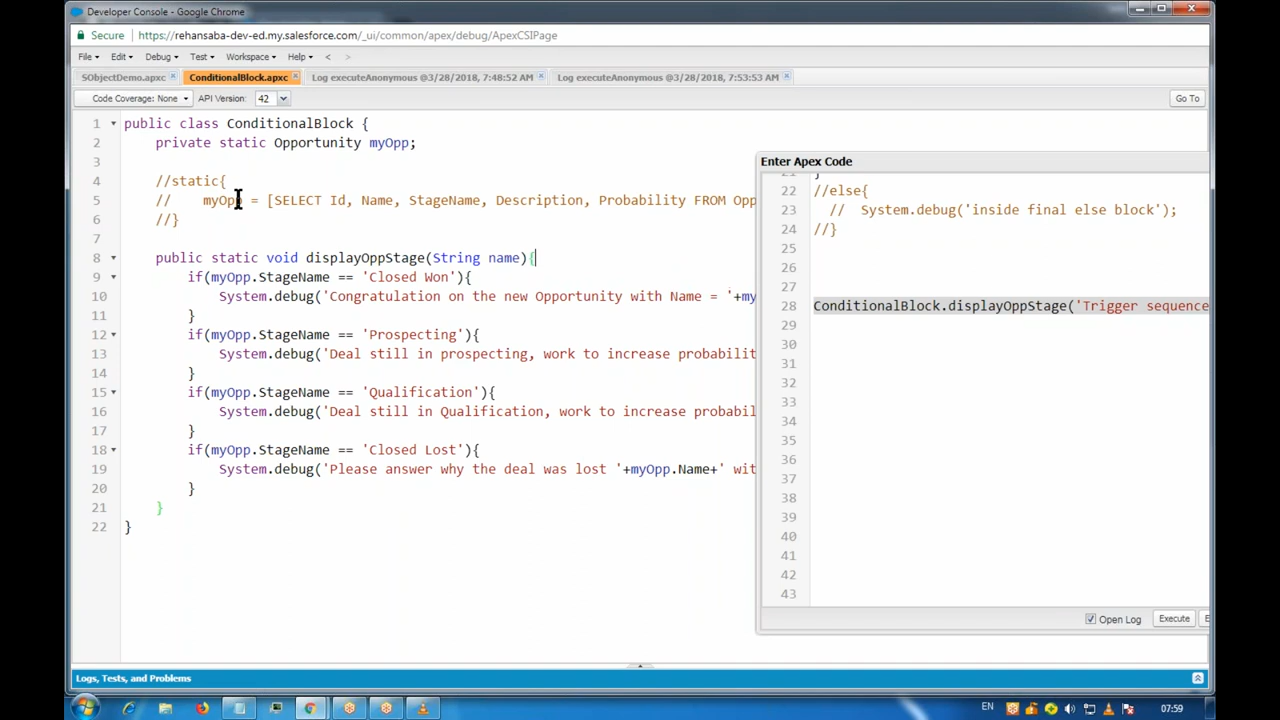 Developer Console - Google Chrome
Secure https://rehansaba-dev-ed.my.salesforce.com/_ui/common/apex/debug/ApexCSIPage
File Edit Debug Test Workspace Help < >
SObjectDemo.apxc ConditionalBlock.apxc Log executeAnonymous @3/28/2018, 7:48:52 AM Log executeAnonymous @3/28/2018, 7:53:53 AM
Code Coverage: None API Version: 42 Go To
1 public class ConditionalBlock {
2 private static Opportunity myOpp;
3
4 //static{
5 // myOpp = [SELECT Id, Name, StageName, Description, Probability FROM Opp
6 //}
7
8 public static void displayOppStage(String name){
9 if(myOpp.StageName == 'Closed Won'){
10 System.debug('Congratulation on the new Opportunity with Name = '+my
11 }
12 if(myOpp.StageName == 'Prospecting'){
13 System.debug('Deal still in prospecting, work to increase probabilit
14 }
15 if(myOpp.StageName == 'Qualification'){
16 System.debug('Deal still in Qualification, work to increase probabil
17 }
18 if(myOpp.StageName == 'Closed Lost'){
19 System.debug('Please answer why the deal was lost '+myOpp.Name+' wit
20 }
21 }
22 }
Enter Apex Code
21 }
22 //else{
23 // System.debug('inside final else block');
24 //}
25
26
27
28 ConditionalBlock.displayOppStage('Trigger sequence
29
30
31
32
33
34
35
36
37
38
39
40
41
42
43
Open Log Execute E
Logs, Tests, and Problems
EN 07:59